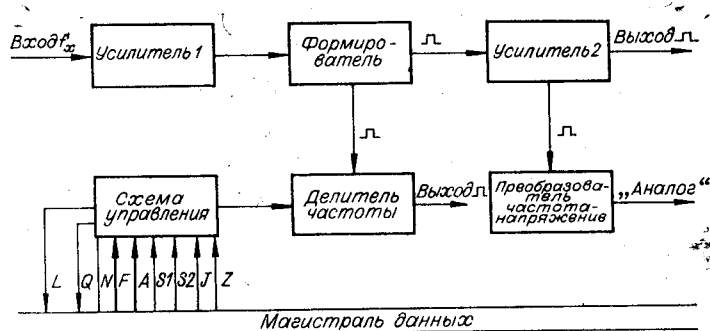 Вход f'x
Усилитель 1
Формиро-
ватель
Усилитель 2
Выход
Схема
управления
Делитель
частоты
Выход
Преобразова-
тель
частота-
напряжение
„Аналог“
L Q N F A S1 S2 J Z
Магистраль данных